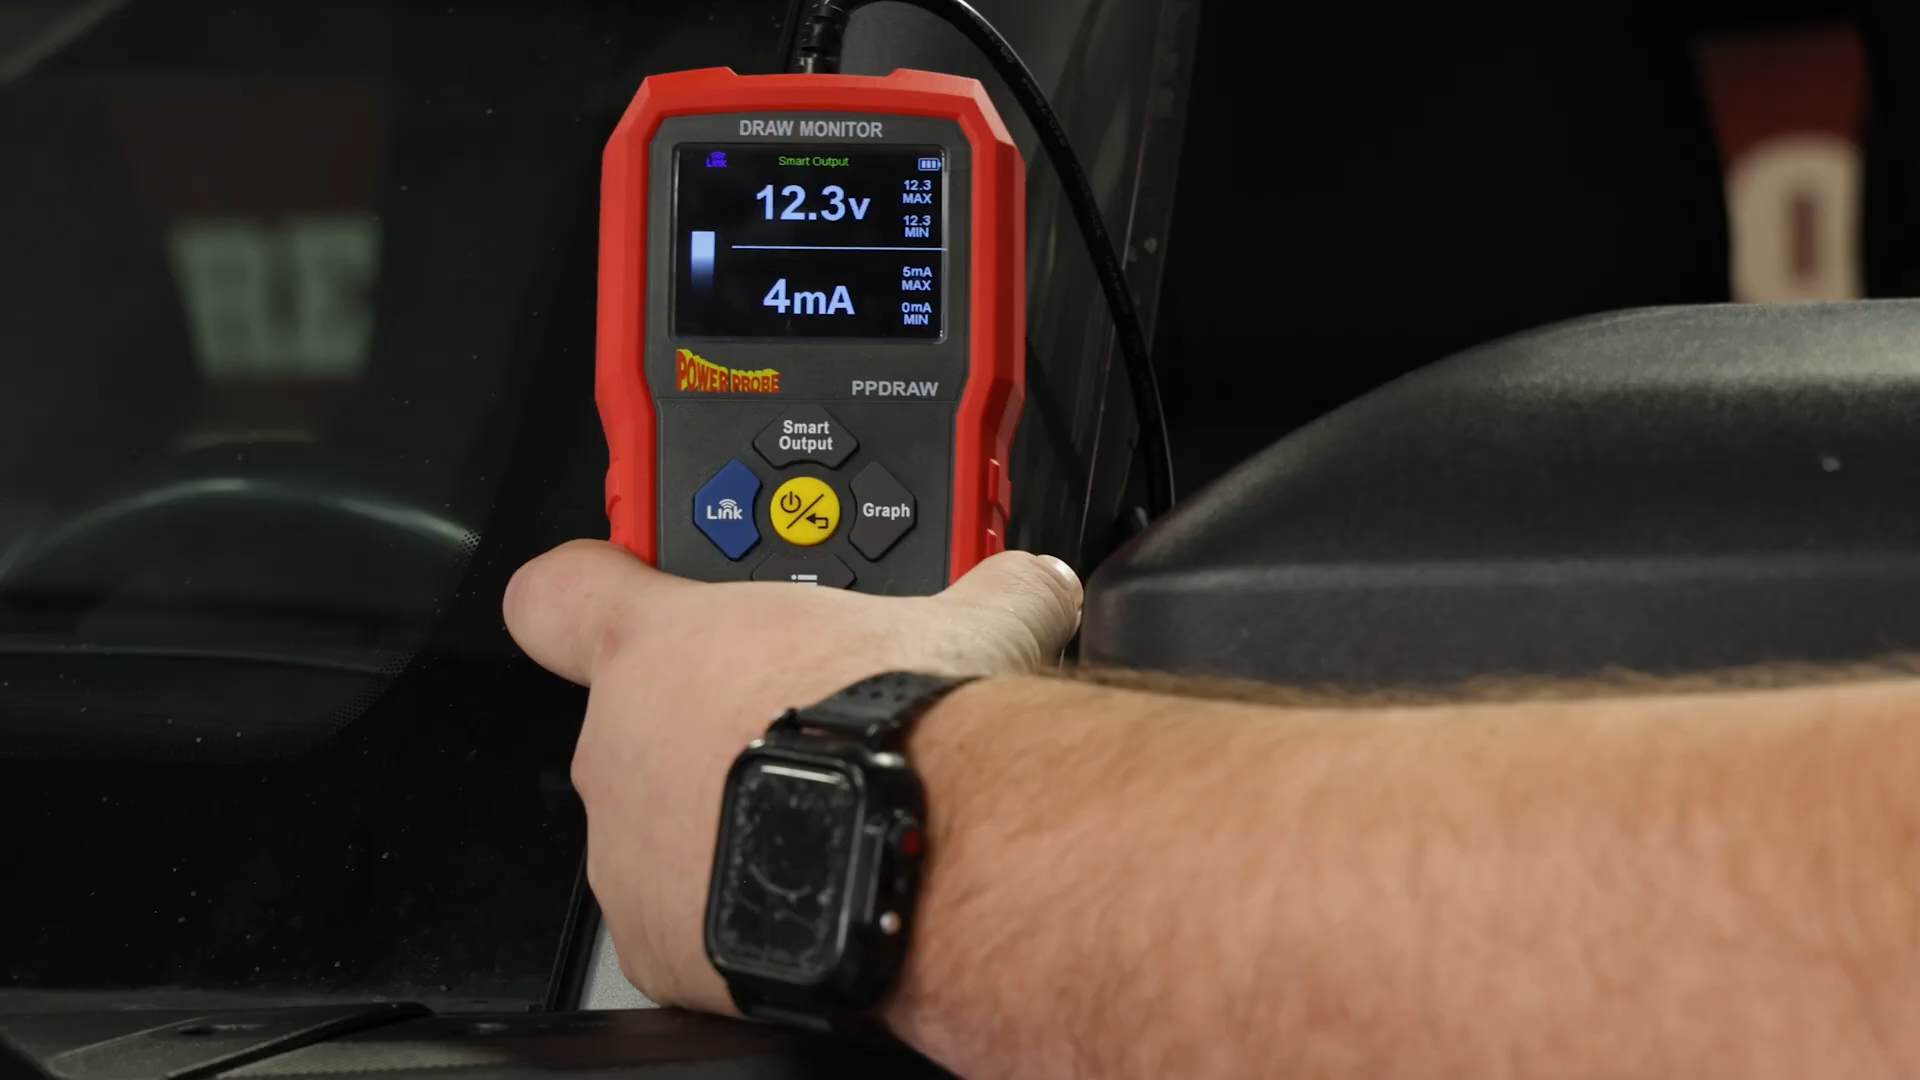 DRAW MONITOR
Link
Smart Output
12.3v
12.3
MAX
12.3
MIN
4mA
5mA
MAX
0mA
MIN
POWER PROBE
PPDRAW
Smart
Output
Link
Graph
RE